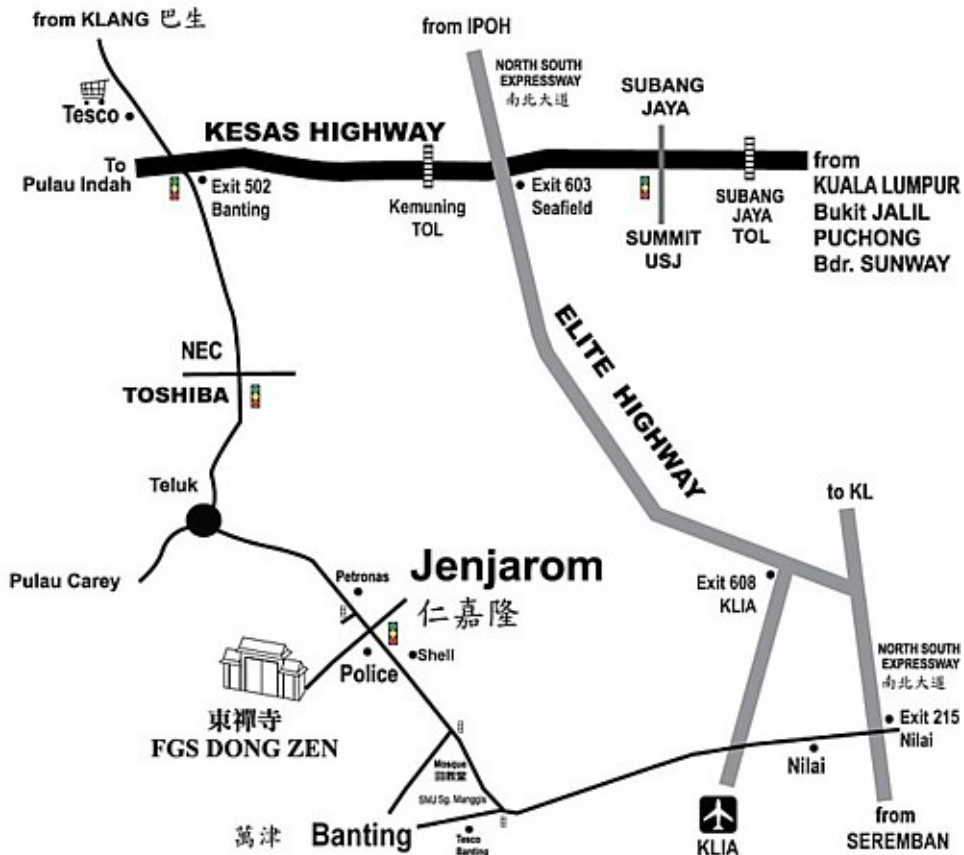 from KLANG 巴生
Tesco
KESAS HIGHWAY
To
Pulau Indah
Exit 502
Banting
Kemuning
TOL
from IPOH
NORTH SOUTH
EXPRESSWAY
南北大道
Exit 603
Seafield
SUBANG
JAYA
SUMMIT
USJ
SUBANG
JAYA
TOL
from
KUALA LUMPUR
Bukit JALIL
PUCHONG
Bdr. SUNWAY
NEC
TOSHIBA
ELITE HIGHWAY
Teluk
Pulau Carey
Petronas
Jenjarom
仁嘉隆
Police
Shell
東禪寺
FGS DONG ZEN
to KL
Exit 608
KLIA
NORTH SOUTH
EXPRESSWAY
南北大道
Exit 215
Nilai
Nilai
Mosque
回教堂
SMJ Sg. Manggis
萬津 Banting
Tesco
Banting
KLIA
from
SEREMBAN